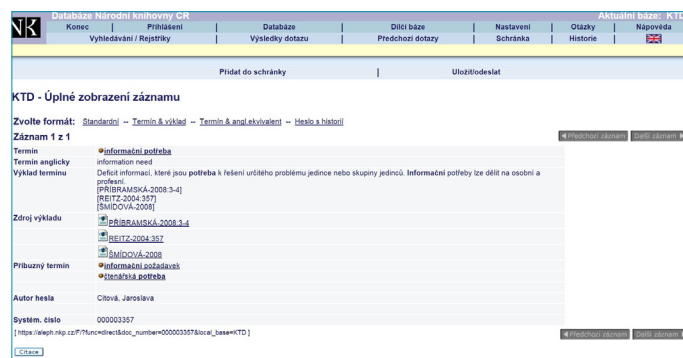 Databáze Národní knihovny ČR Aktuální báze: KTD
NK Konec | Přihlášení | Databáze | Dílčí báze | Nastavení | Otázky | Nápověda
Vyhledávání / Rejstříky | Výsledky dotazu | Předchozí dotazy | Schránka | Historie |
Přidat do schránky | Uložit/odeslat
KTD - Úplné zobrazení záznamu
Zvolte formát: Standardní -- Termín & výklad -- Termín & angl.ekvivalent -- Heslo s historií
Záznam 1 z 1 Předchozí záznam Další záznam
Termín informační potřeba
Termín anglicky information need
Výklad termínu Deficit informací, které jsou potřeba k řešení určitého problému jedince nebo skupiny jedinců. Informační potřeby lze dělit na osobní a
profesní.
[PŘÍBRAMSKÁ-2008:3-4]
[REITZ-2004:357]
[ŠMÍDOVÁ-2008]
Zdroj výkladu PŘÍBRAMSKÁ-2008:3-4
REITZ-2004:357
ŠMÍDOVÁ-2008
Příbuzný termín informační požadavek
čtenářská potřeba
Autor hesla Citová, Jaroslava
Systém. číslo 000003357
[ https://aleph.nkp.cz/F/?func=direct&doc_number=000003357&local_base=KTD ]
Předchozí záznam Další záznam
Citace